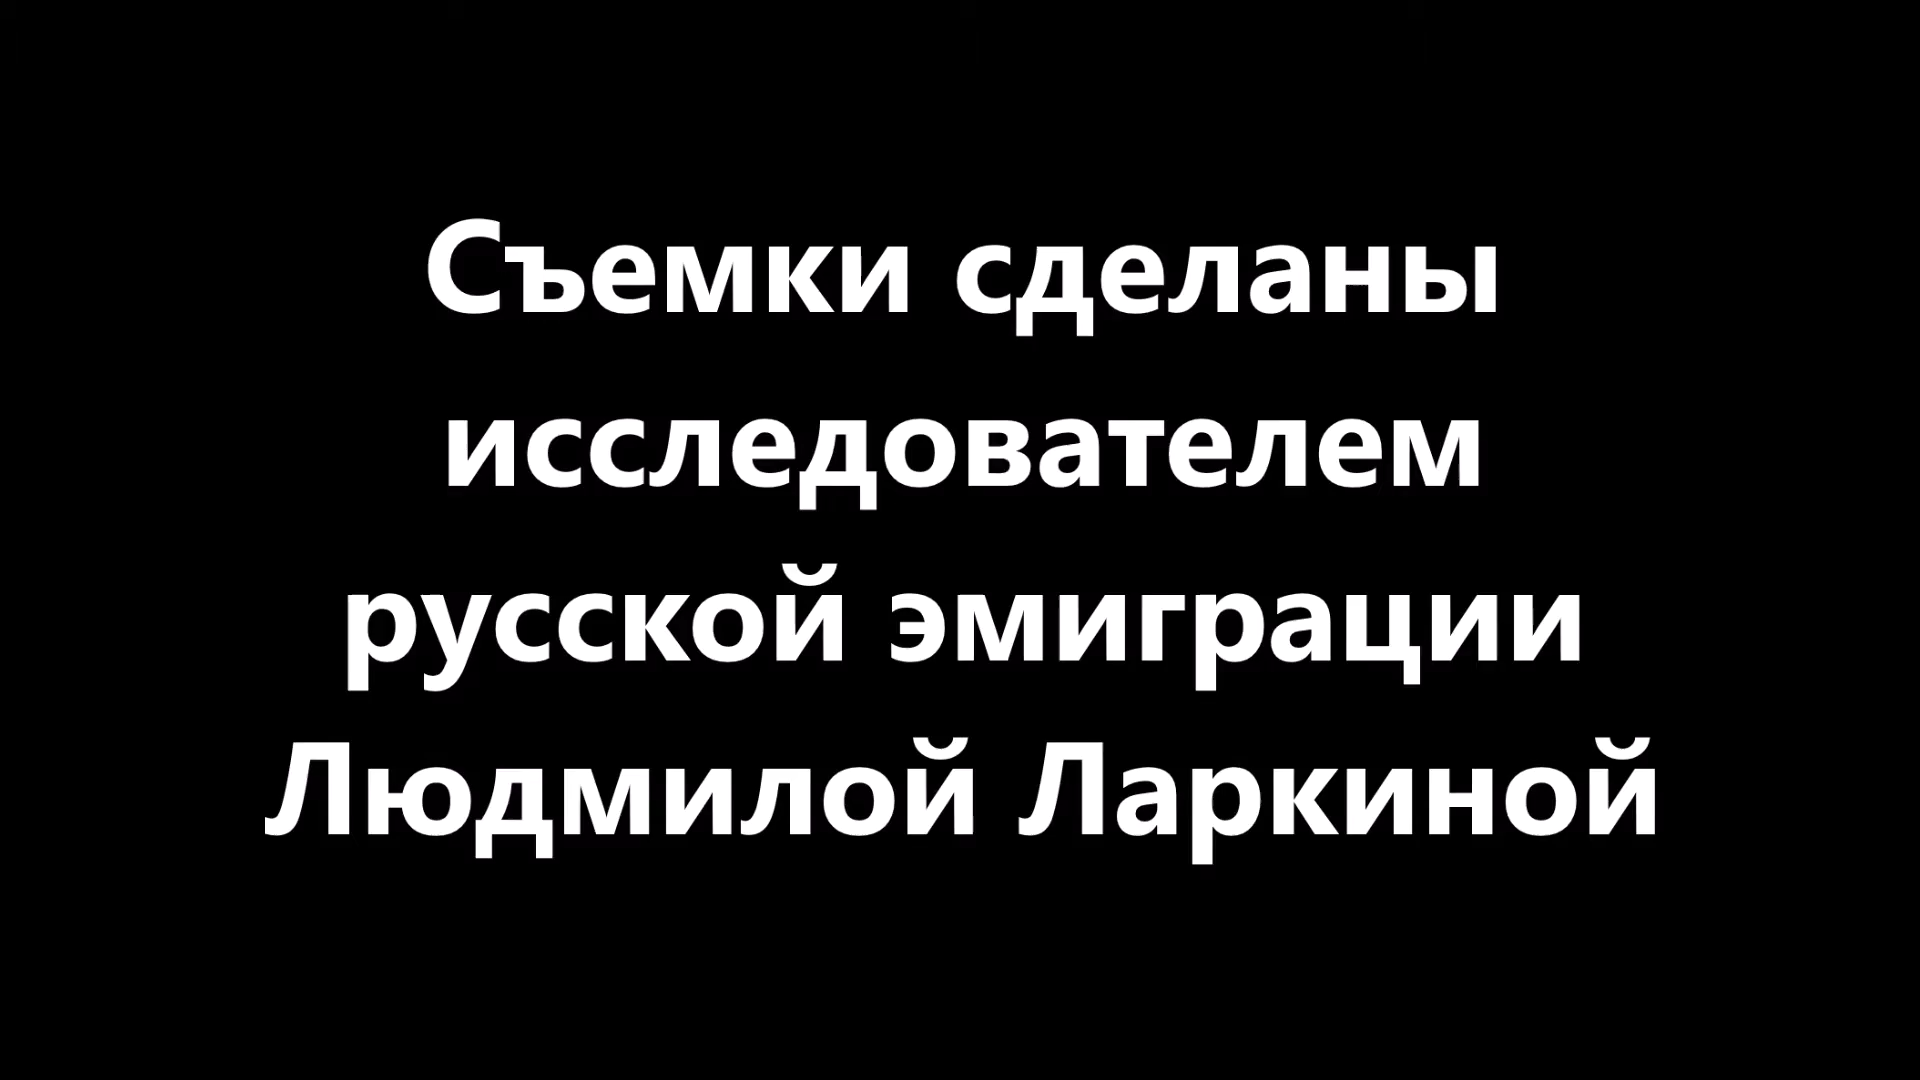 Съемки сделаны
исследователем
русской эмиграции
Людмилой Ларкиной